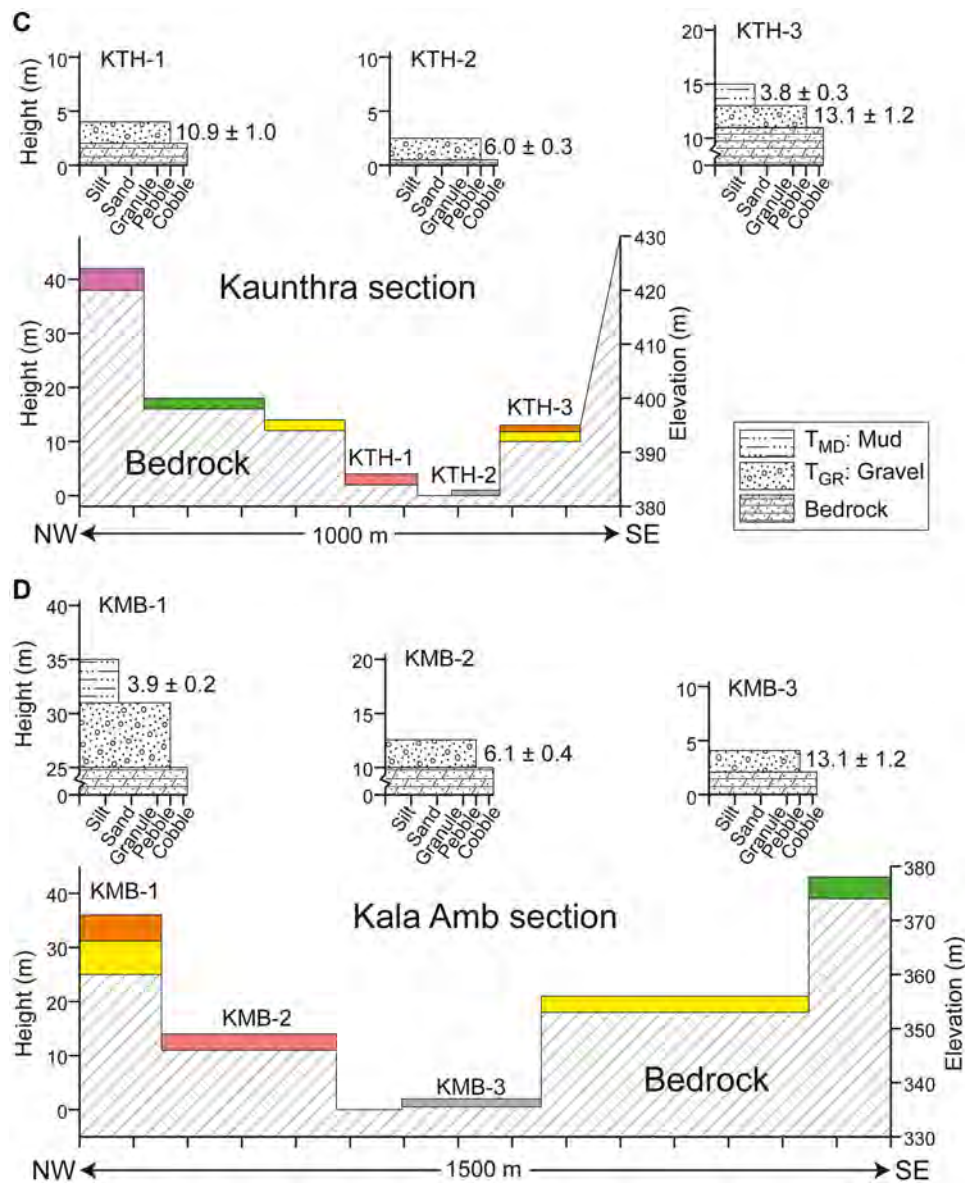 C
KTH-1
KTH-2
KTH-3
Height (m)
10
5
0
10.9 ± 1.0
Silt
Sand
Granule
Pebble
Cobble
10
5
0
6.0 ± 0.3
Silt
Sand
Granule
Pebble
Cobble
20
15
10
0
3.8 ± 0.3
13.1 ± 1.2
Silt
Sand
Granule
Pebble
Cobble
Kaunthra section
Height (m)
40
30
20
10
0
Elevation (m)
430
420
410
400
390
380
Bedrock
KTH-1
KTH-2
KTH-3
NW
1000 m
SE
TMD: Mud
TGR: Gravel
Bedrock
D
KMB-1
KMB-2
KMB-3
Height (m)
40
35
30
25
0
3.9 ± 0.2
Silt
Sand
Granule
Pebble
Cobble
20
15
10
0
6.1 ± 0.4
Silt
Sand
Granule
Pebble
Cobble
10
5
0
13.1 ± 1.2
Silt
Sand
Granule
Pebble
Cobble
Kala Amb section
Height (m)
40
30
20
10
0
Elevation (m)
380
370
360
350
340
330
KMB-1
KMB-2
KMB-3
Bedrock
NW
1500 m
SE